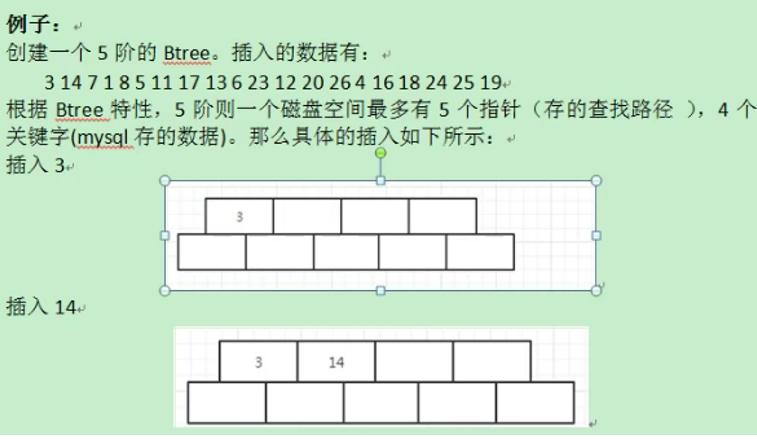 例子：
创建一个 5 阶的 Btree。插入的数据有：
3 14 7 1 8 5 11 17 13 6 23 12 20 26 4 16 18 24 25 19
根据 Btree 特性，5 阶则一个磁盘空间最多有 5 个指针（存的查找路径 ），4 个
关键字(mysql 存的数据)。那么具体的插入如下所示：
插入 3
3
插入 14
3 14